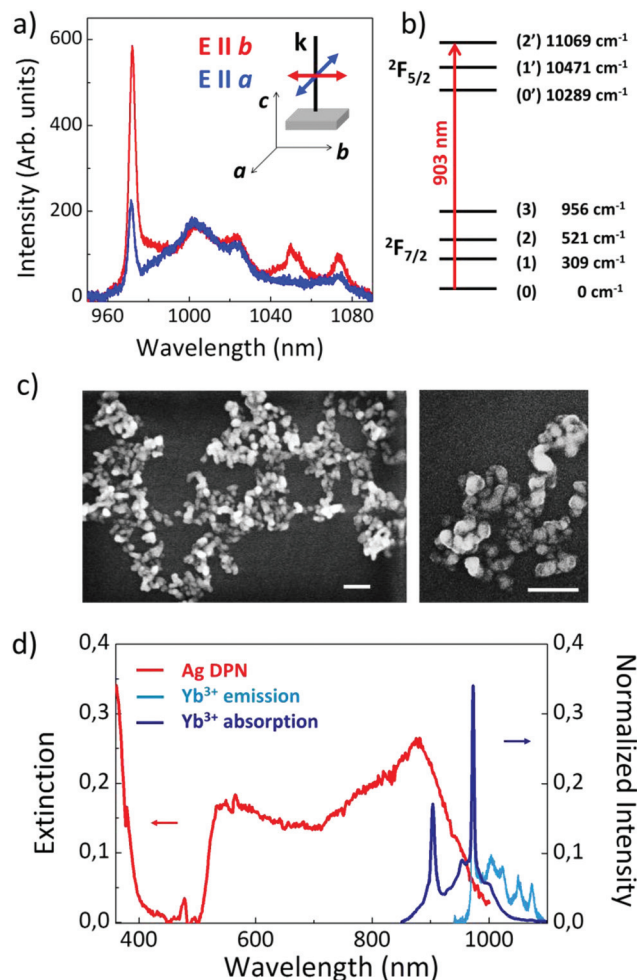 a)
600
400
200
0
Intensity (Arb. units)
960 1000 1040 1080
Wavelength (nm)
E II b
E II a
k
c
a
b
b)
²F5/2
(2') 11069 cm⁻¹
(1') 10471 cm⁻¹
(0') 10289 cm⁻¹
903 nm
²F7/2
(3) 956 cm⁻¹
(2) 521 cm⁻¹
(1) 309 cm⁻¹
(0) 0 cm⁻¹
c)
d)
0,4
0,3
0,2
0,1
0,0
Extinction
Ag DPN
Yb³⁺ emission
Yb³⁺ absorption
400 600 800 1000
Wavelength (nm)
0,4
0,3
0,2
0,1
0,0
Normalized Intensity